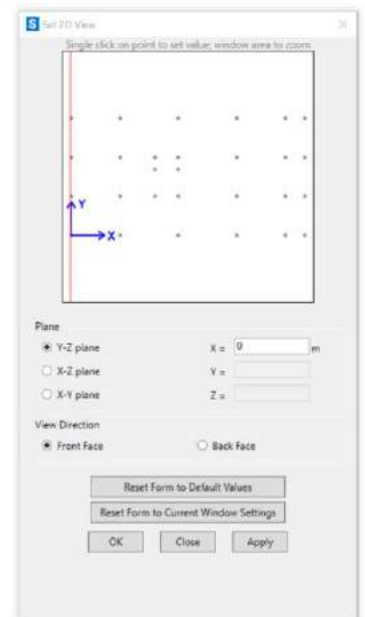 S Set 2D View
Single click on point to set value; window area to zoom
Y
X
Plane
Y-Z plane X = 0 m
X-Z plane Y =
X-Y plane Z =
View Direction
Front Face Back Face
Reset Form to Default Values
Reset Form to Current Window Settings
OK Close Apply